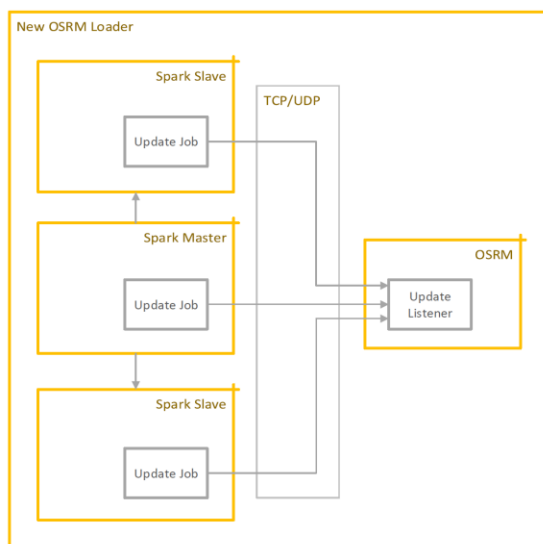 New OSRM Loader
Spark Slave
TCP/UDP
Update Job
Spark Master
OSRM
Update Job
Update
Listener
Spark Slave
Update Job